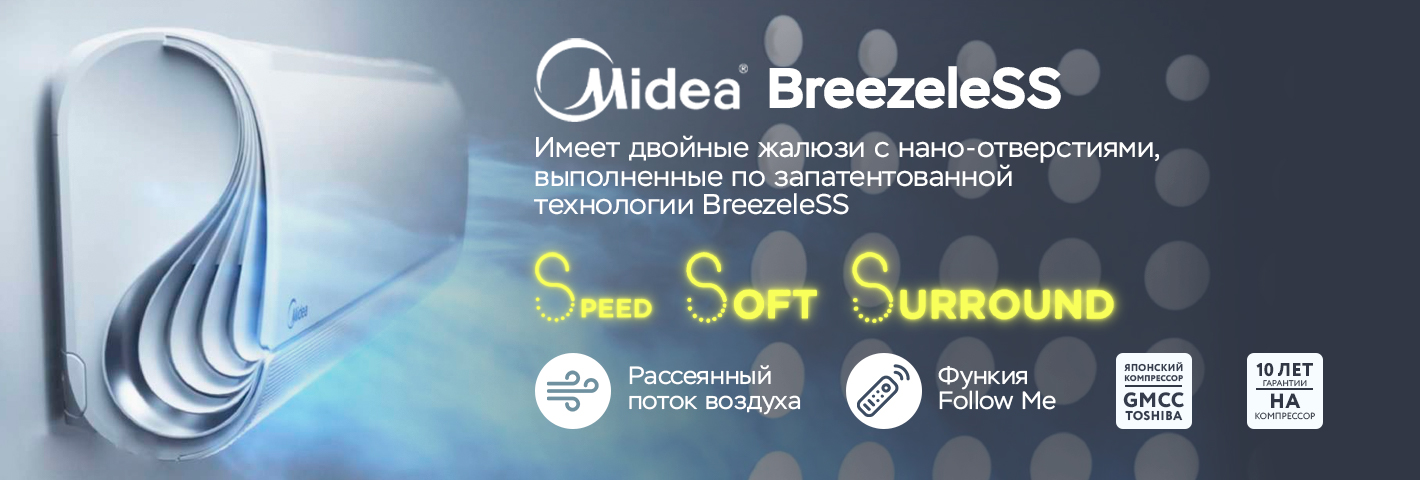 Midea® BreezeleSS
Имеет двойные жалюзи с нано-отверстиями,
выполненные по запатентованной
технологии BreezeleSS
SPEED SOFT SURROUND
Рассеянный
поток воздуха
Функия
Follow Me
ЯПОНСКИЙ
КОМПРЕССОР
GMCC
TOSHIBA
10 ЛЕТ
ГАРАНТИИ
НА
КОМПРЕССОР
Midea